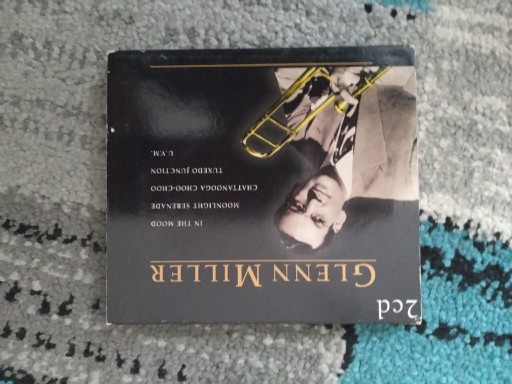 2cd
GLENN MILLER
IN THE MOOD
MOONLIGHT SERENADE
CHATTANOOGA CHOO-CHOO
TUXEDO JUNCTION
U.V.M.